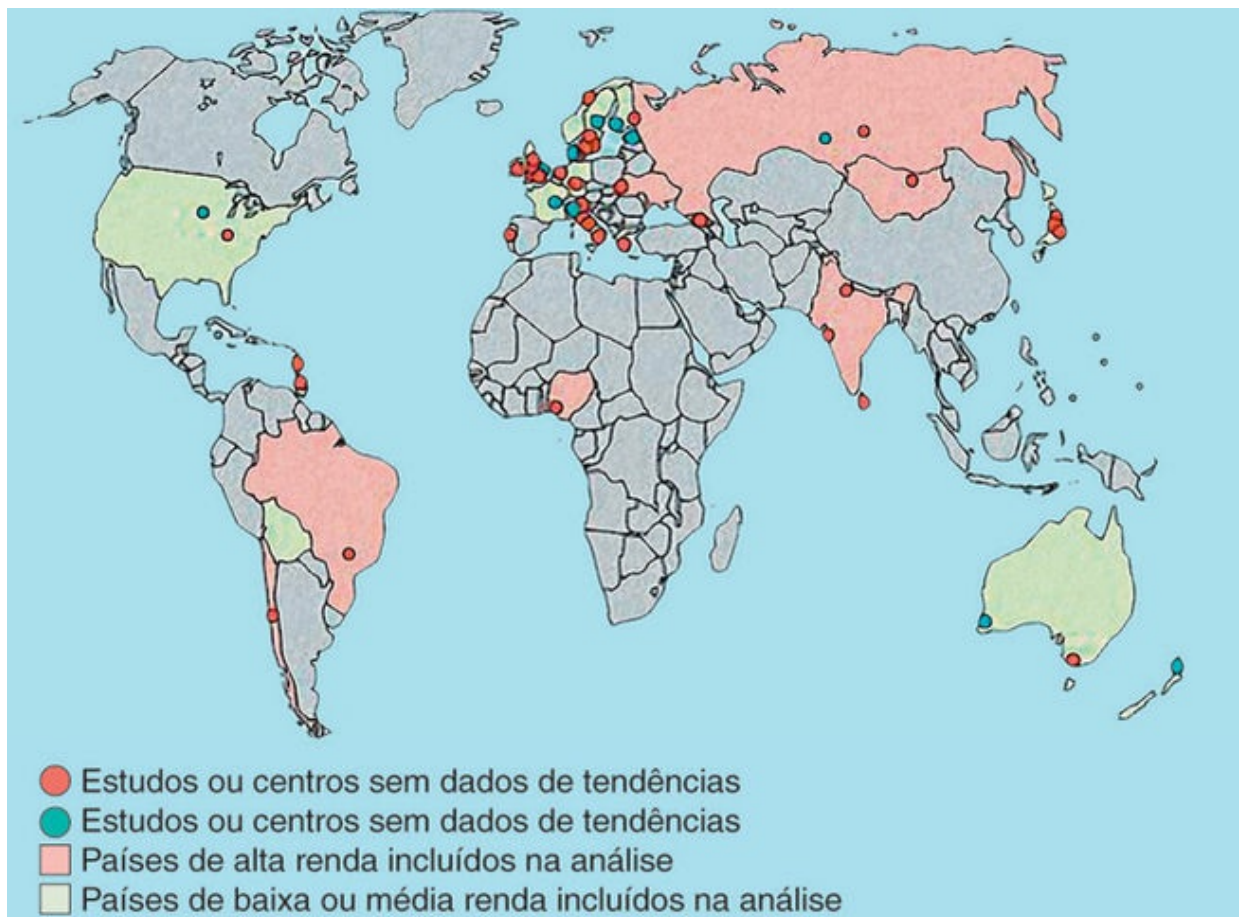 Estudos ou centros sem dados de tendências
Estudos ou centros sem dados de tendências
Países de alta renda incluídos na análise
Países de baixa ou média renda incluídos na análise